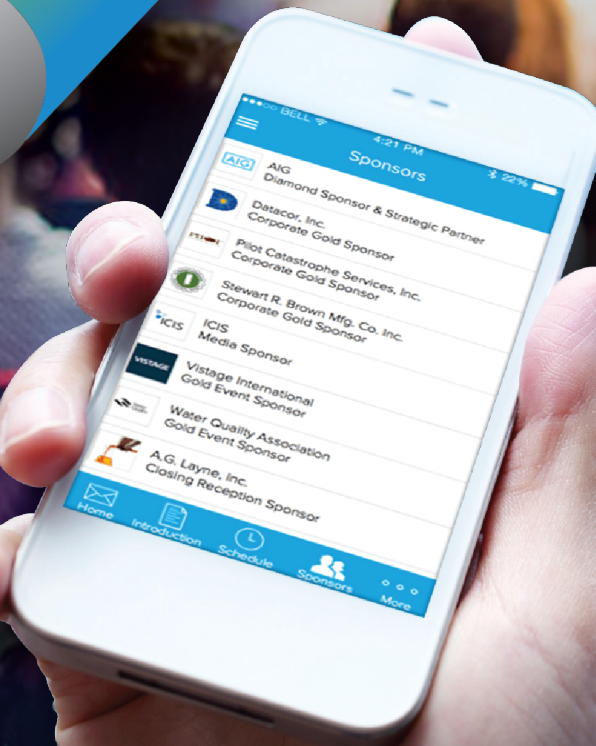 BELL
4:21 PM
22%
Sponsors
AIG
AIG
Diamond Sponsor & Strategic Partner
Datacor, Inc.
Corporate Gold Sponsor
Pilot Catastrophe Services, Inc.
Corporate Gold Sponsor
Stewart R. Brown Mfg. Co. Inc.
Corporate Gold Sponsor
ICIS
ICIS
Media Sponsor
VISTAGE
Vistage International
Gold Event Sponsor
Water Quality Association
Gold Event Sponsor
A.G. Layne, Inc.
Closing Reception Sponsor
Home
Introduction
Schedule
Sponsors
More